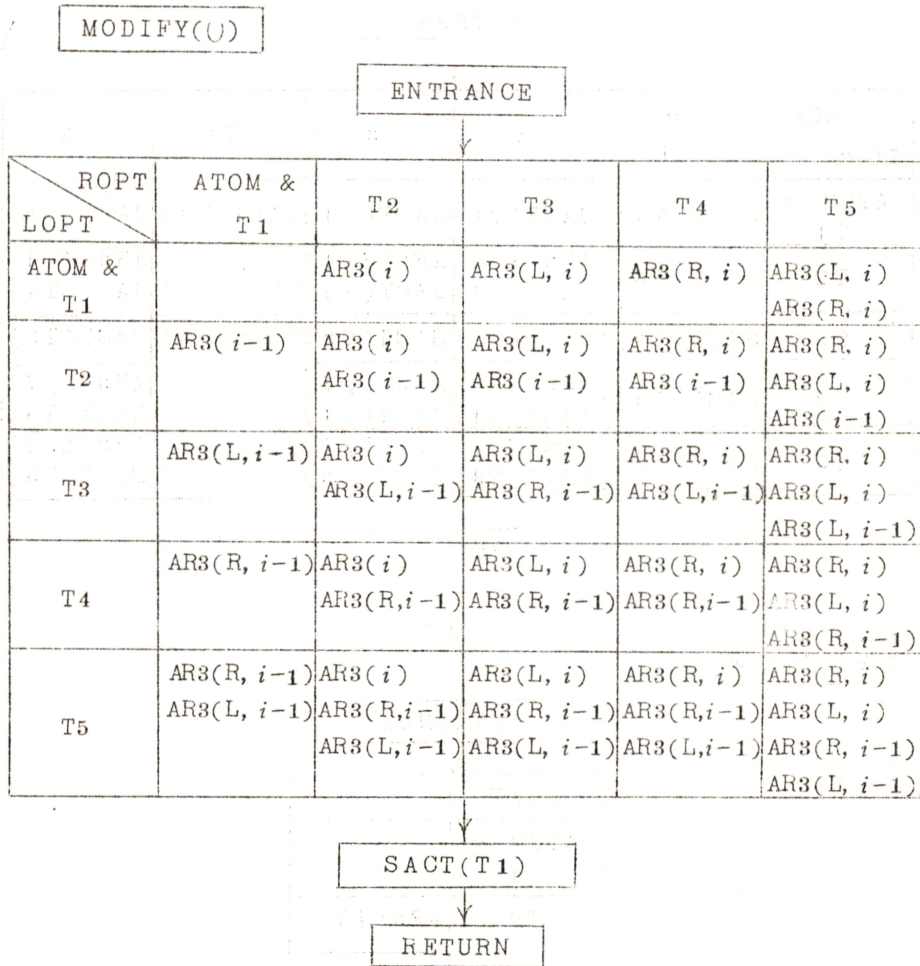 MODIFY(∪)
ENTRANCE
ROPT ATOM & T2 T3 T4 T5
LOPT T1
ATOM & AR3(i) AR3(L, i) AR3(R, i) AR3(L, i)
T1 AR3(R, i)
AR3(i-1) AR3(i) AR3(L, i) AR3(R, i) AR3(R, i)
T2 AR3(i-1) AR3(i-1) AR3(i-1) AR3(L, i)
AR3(i-1)
AR3(L,i-1) AR3(i) AR3(L, i) AR3(R, i) AR3(R, i)
T3 AR3(L,i-1) AR3(R, i-1) AR3(L,i-1) AR3(L, i)
AR3(L, i-1)
AR3(R, i-1) AR3(i) AR3(L, i) AR3(R, i) AR3(R, i)
T4 AR3(R,i-1) AR3(R, i-1) AR3(R,i-1) AR3(L, i)
AR3(R, i-1)
AR3(R, i-1) AR3(i) AR3(L, i) AR3(R, i) AR3(R, i)
AR3(L, i-1) AR3(R,i-1) AR3(R, i-1) AR3(R,i-1) AR3(L, i)
T5 AR3(L,i-1) AR3(L, i-1) AR3(L,i-1) AR3(R, i-1)
AR3(L, i-1)
SACT(T1)
RETURN